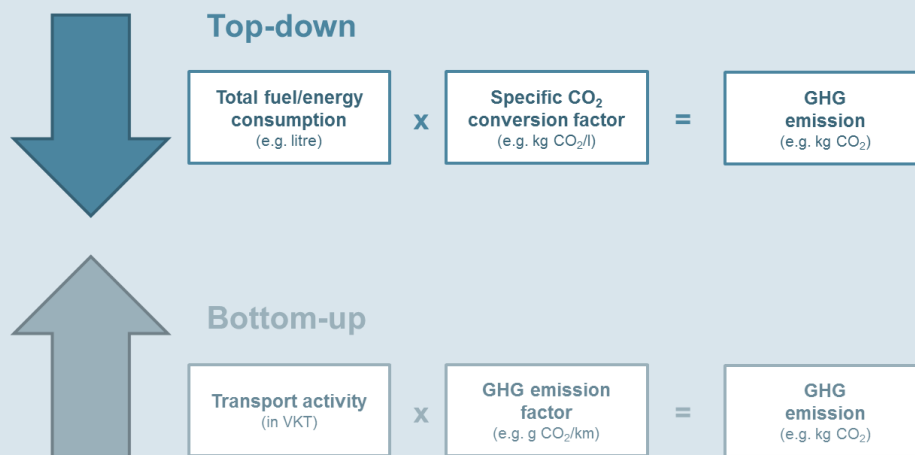 Top-down
Total fuel/energy
consumption
(e.g. litre)
x
Specific CO₂
conversion factor
(e.g. kg CO₂/l)
=
GHG
emission
(e.g. kg CO₂)
Bottom-up
Transport activity
(in VKT)
x
GHG emission
factor
(e.g. g CO₂/km)
=
GHG
emission
(e.g. kg CO₂)